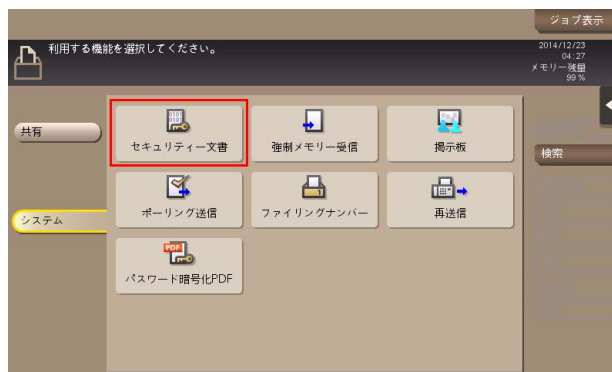 ジョブ表示
利用する機能を選択してください。
2014/12/23
04:27
メモリー残量
99 %
共有
セキュリティー文書
強制メモリー受信
掲示板
検索
システム
ポーリング送信
ファイリングナンバー
再送信
PDF
パスワード暗号化PDF